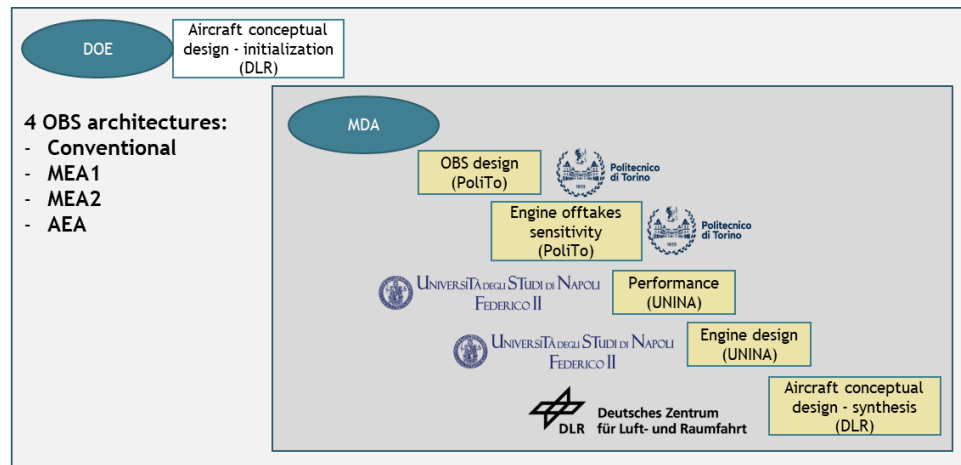 DOE
Aircraft conceptual
design - initialization
(DLR)
4 OBS architectures:
- Conventional
- MEA1
- MEA2
- AEA
MDA
OBS design
(PoliTo)
Politecnico
di Torino
Engine offtakes
sensitivity
(PoliTo)
Politecnico
di Torino
UNIVERSITÀ DEGLI STUDI DI NAPOLI
FEDERICO II
Performance
(UNINA)
UNIVERSITÀ DEGLI STUDI DI NAPOLI
FEDERICO II
Engine design
(UNINA)
DLR
Deutsches Zentrum
für Luft- und Raumfahrt
Aircraft conceptual
design - synthesis
(DLR)